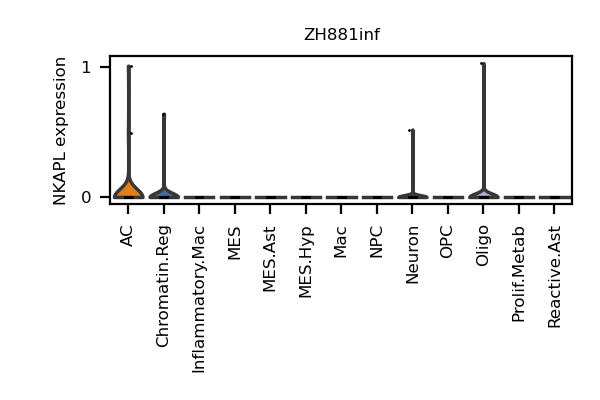 ZH881inf
NKAPL expression
1
0
AC
Chromatin.Reg
Inflammatory.Mac
MES
MES.Ast
MES.Hyp
Mac
NPC
Neuron
OPC
Oligo
Prolif.Metab
Reactive.Ast